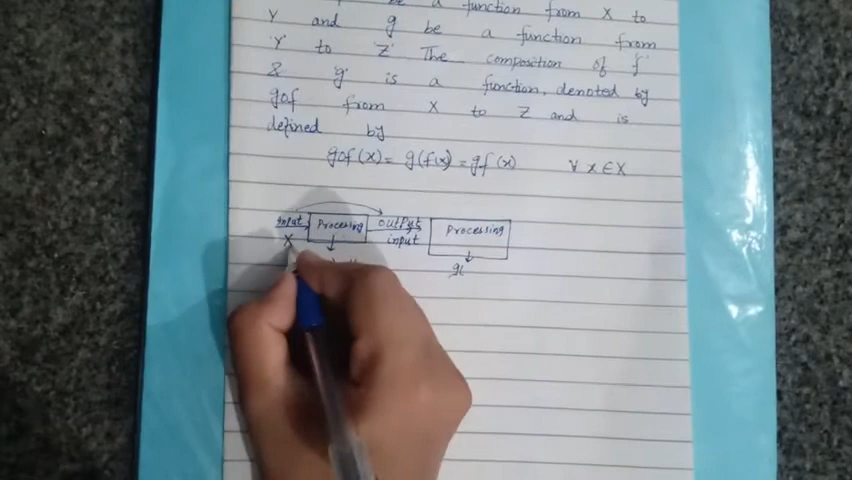 a function from X to
Y and g be a function from
'Y' to Z' The composition of f'
& 'g' is a function, denoted by
gof from X to Z and is
defined by
gof(x) = g(f(x)) = gf(x) ∀ x ∈ X
input Processing output Processing
X input
g(